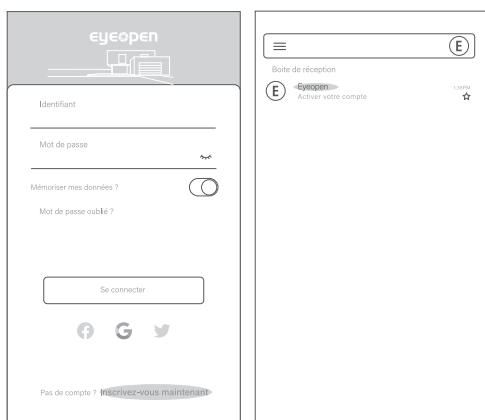 eyeopen
Identifiant
Mot de passe
Mémoriser mes données ?
Mot de passe oublié ?
Se connecter
Pas de compte ? Inscrivez-vous maintenant
E
Boite de réception
E
Eyeopen
1:36PM
Activer votre compte